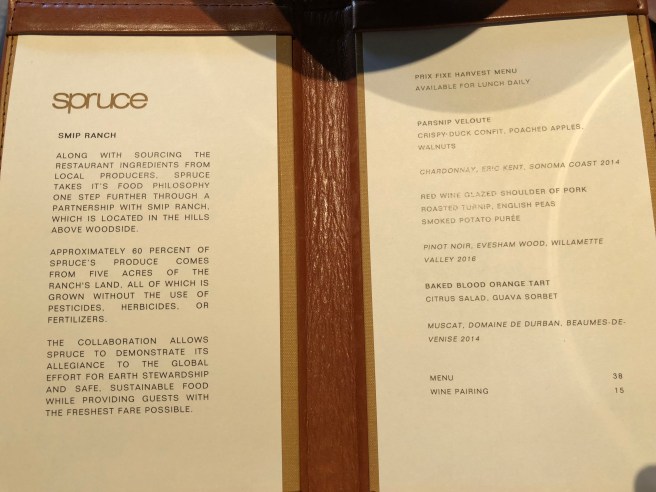 spruce
SMIP RANCH
ALONG WITH SOURCING THE
RESTAURANT INGREDIENTS FROM
LOCAL PRODUCERS, SPRUCE
TAKES IT'S FOOD PHILOSOPHY
ONE STEP FURTHER THROUGH A
PARTNERSHIP WITH SMIP RANCH,
WHICH IS LOCATED IN THE HILLS
ABOVE WOODSIDE.
APPROXIMATELY 60 PERCENT OF
SPRUCE'S PRODUCE COMES
FROM FIVE ACRES OF THE
RANCH'S LAND, ALL OF WHICH IS
GROWN WITHOUT THE USE OF
PESTICIDES, HERBICIDES, OR
FERTILIZERS.
THE COLLABORATION ALLOWS
SPRUCE TO DEMONSTRATE ITS
ALLEGIANCE TO THE GLOBAL
EFFORT FOR EARTH STEWARDSHIP
AND SAFE, SUSTAINABLE FOOD
WHILE PROVIDING GUESTS WITH
THE FRESHEST FARE POSSIBLE.
PRIX FIXE HARVEST MENU
AVAILABLE FOR LUNCH DAILY
PARSNIP VELOUTE
CRISPY DUCK CONFIT, POACHED APPLES,
WALNUTS
CHARDONNAY, ERIC KENT, SONOMA COAST 2014
RED WINE GLAZED SHOULDER OF PORK
ROASTED TURNIP, ENGLISH PEAS
SMOKED POTATO PURÉE
PINOT NOIR, EVESHAM WOOD, WILLAMETTE
VALLEY 2016
BAKED BLOOD ORANGE TART
CITRUS SALAD, GUAVA SORBET
MUSCAT, DOMAINE DE DURBAN, BEAUMES-DE-
VENISE 2014
MENU 38
WINE PAIRING 15